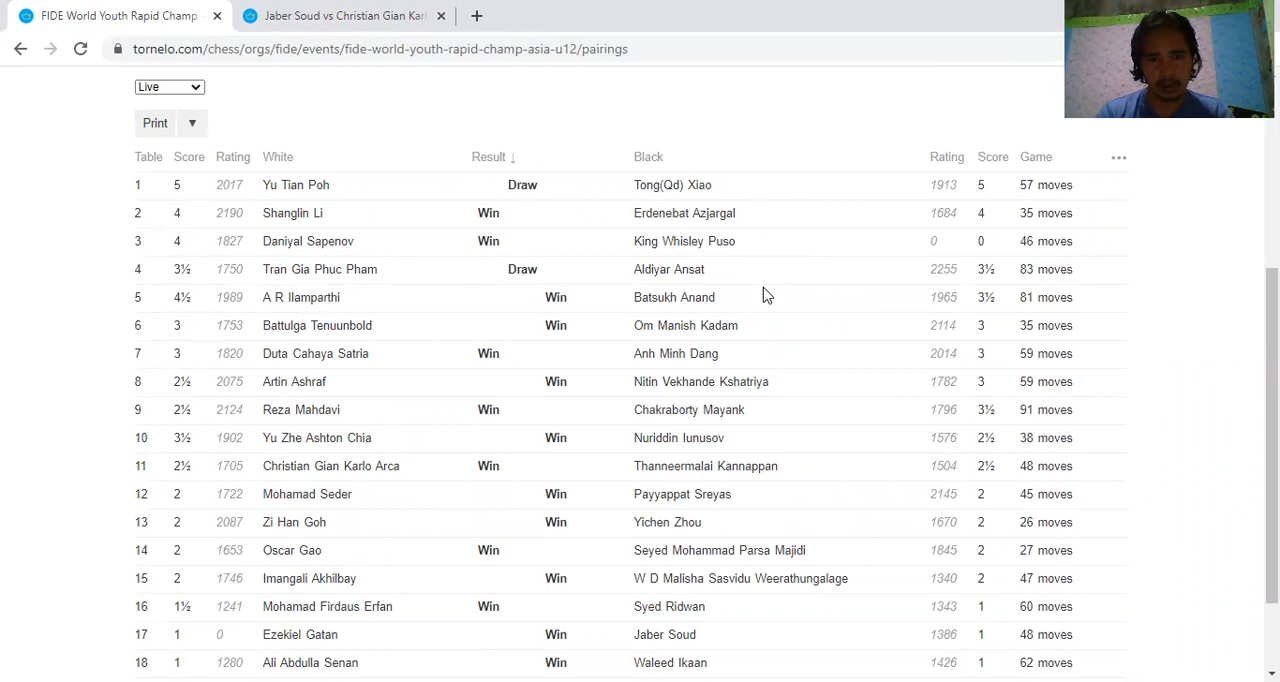 FIDE World Youth Rapid Champ
Jaber Soud vs Christian Gian Karl
tornelo.com/chess/orgs/fide/events/fide-world-youth-rapid-champ-asia-u12/pairings
Live
Print
Table Score Rating White Result ↓ Black Rating Score Game
1 5 2017 Yu Tian Poh Draw Tong(Qd) Xiao 1913 5 57 moves
2 4 2190 Shanglin Li Win Erdenebat Azjargal 1684 4 35 moves
3 4 1827 Daniyal Sapenov Win King Whisley Puso 0 0 46 moves
4 3½ 1750 Tran Gia Phuc Pham Draw Aldiyar Ansat 2255 3½ 83 moves
5 4½ 1989 A R Ilamparthi Win Batsukh Anand 1965 3½ 81 moves
6 3 1753 Battulga Tenuunbold Win Om Manish Kadam 2114 3 35 moves
7 3 1820 Duta Cahaya Satria Win Anh Minh Dang 2014 3 59 moves
8 2½ 2075 Artin Ashraf Win Nitin Vekhande Kshatriya 1782 3 59 moves
9 2½ 2124 Reza Mahdavi Win Chakraborty Mayank 1796 3½ 91 moves
10 3½ 1902 Yu Zhe Ashton Chia Win Nuriddin Iunusov 1576 2½ 38 moves
11 2½ 1705 Christian Gian Karlo Arca Win Thanneermalai Kannappan 1504 2½ 48 moves
12 2 1722 Mohamad Seder Win Payyappat Sreyas 2145 2 45 moves
13 2 2087 Zi Han Goh Win Yichen Zhou 1670 2 26 moves
14 2 1653 Oscar Gao Win Seyed Mohammad Parsa Majidi 1845 2 27 moves
15 2 1746 Imangali Akhilbay Win W D Malisha Sasvidu Weerathungalage 1340 2 47 moves
16 1½ 1241 Mohamad Firdaus Erfan Win Syed Ridwan 1343 1 60 moves
17 1 0 Ezekiel Gatan Win Jaber Soud 1386 1 48 moves
18 1 1280 Ali Abdulla Senan Win Waleed Ikaan 1426 1 62 moves